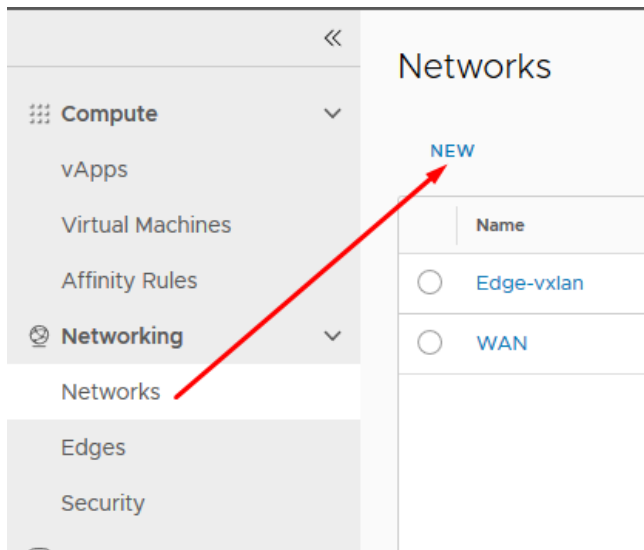 Compute
vApps
Virtual Machines
Affinity Rules
Networking
Networks
Edges
Security
Networks
NEW
Name
Edge-vxlan
WAN